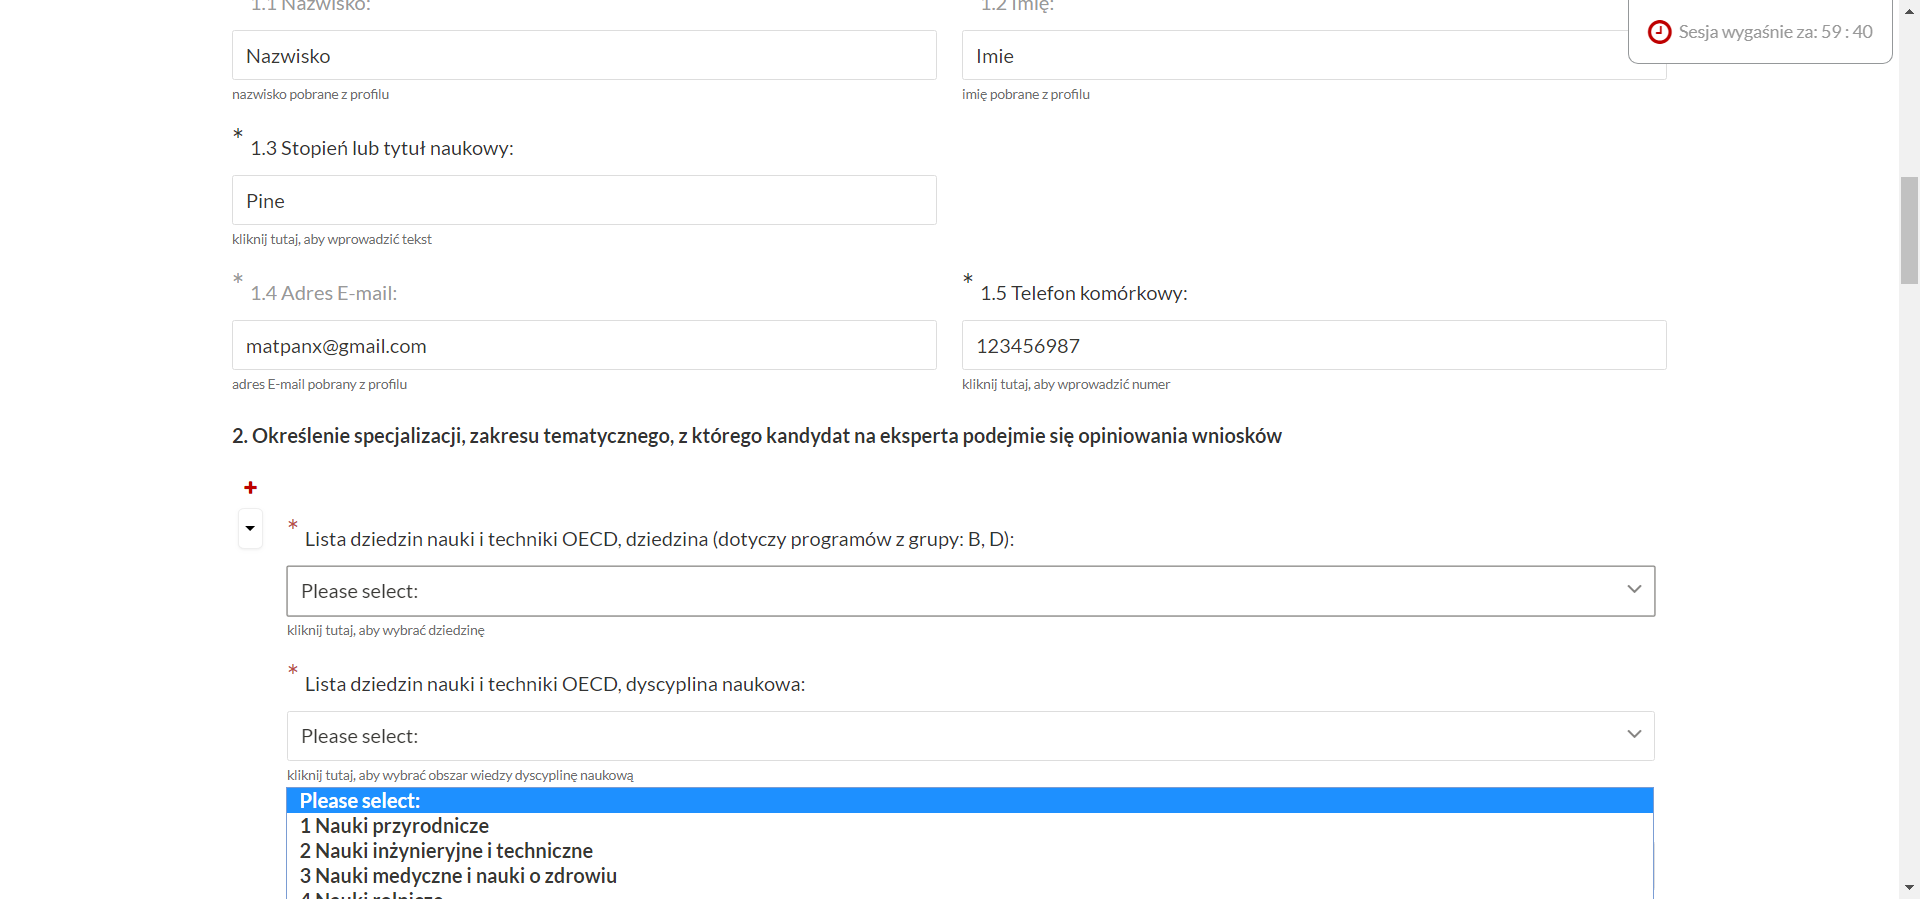 1.1 Nazwisko:
1.2 Imię:
Sesja wygaśnie za: 59 : 40
Nazwisko
Imie
nazwisko pobrane z profilu
imię pobrane z profilu
* 1.3 Stopień lub tytuł naukowy:
Pine
kliknij tutaj, aby wprowadzić tekst
* 1.4 Adres E-mail:
* 1.5 Telefon komórkowy:
matpanx@gmail.com
123456987
adres E-mail pobrany z profilu
kliknij tutaj, aby wprowadzić numer
2. Określenie specjalizacji, zakresu tematycznego, z którego kandydat na eksperta podejmie się opiniowania wniosków
* Lista dziedzin nauki i techniki OECD, dziedzina (dotyczy programów z grupy: B, D):
Please select:
kliknij tutaj, aby wybrać dziedzinę
* Lista dziedzin nauki i techniki OECD, dyscyplina naukowa:
Please select:
kliknij tutaj, aby wybrać obszar wiedzy dyscyplinę naukową
Please select:
1 Nauki przyrodnicze
2 Nauki inżynieryjne i techniczne
3 Nauki medyczne i nauki o zdrowiu
4 Nauki rolnicze